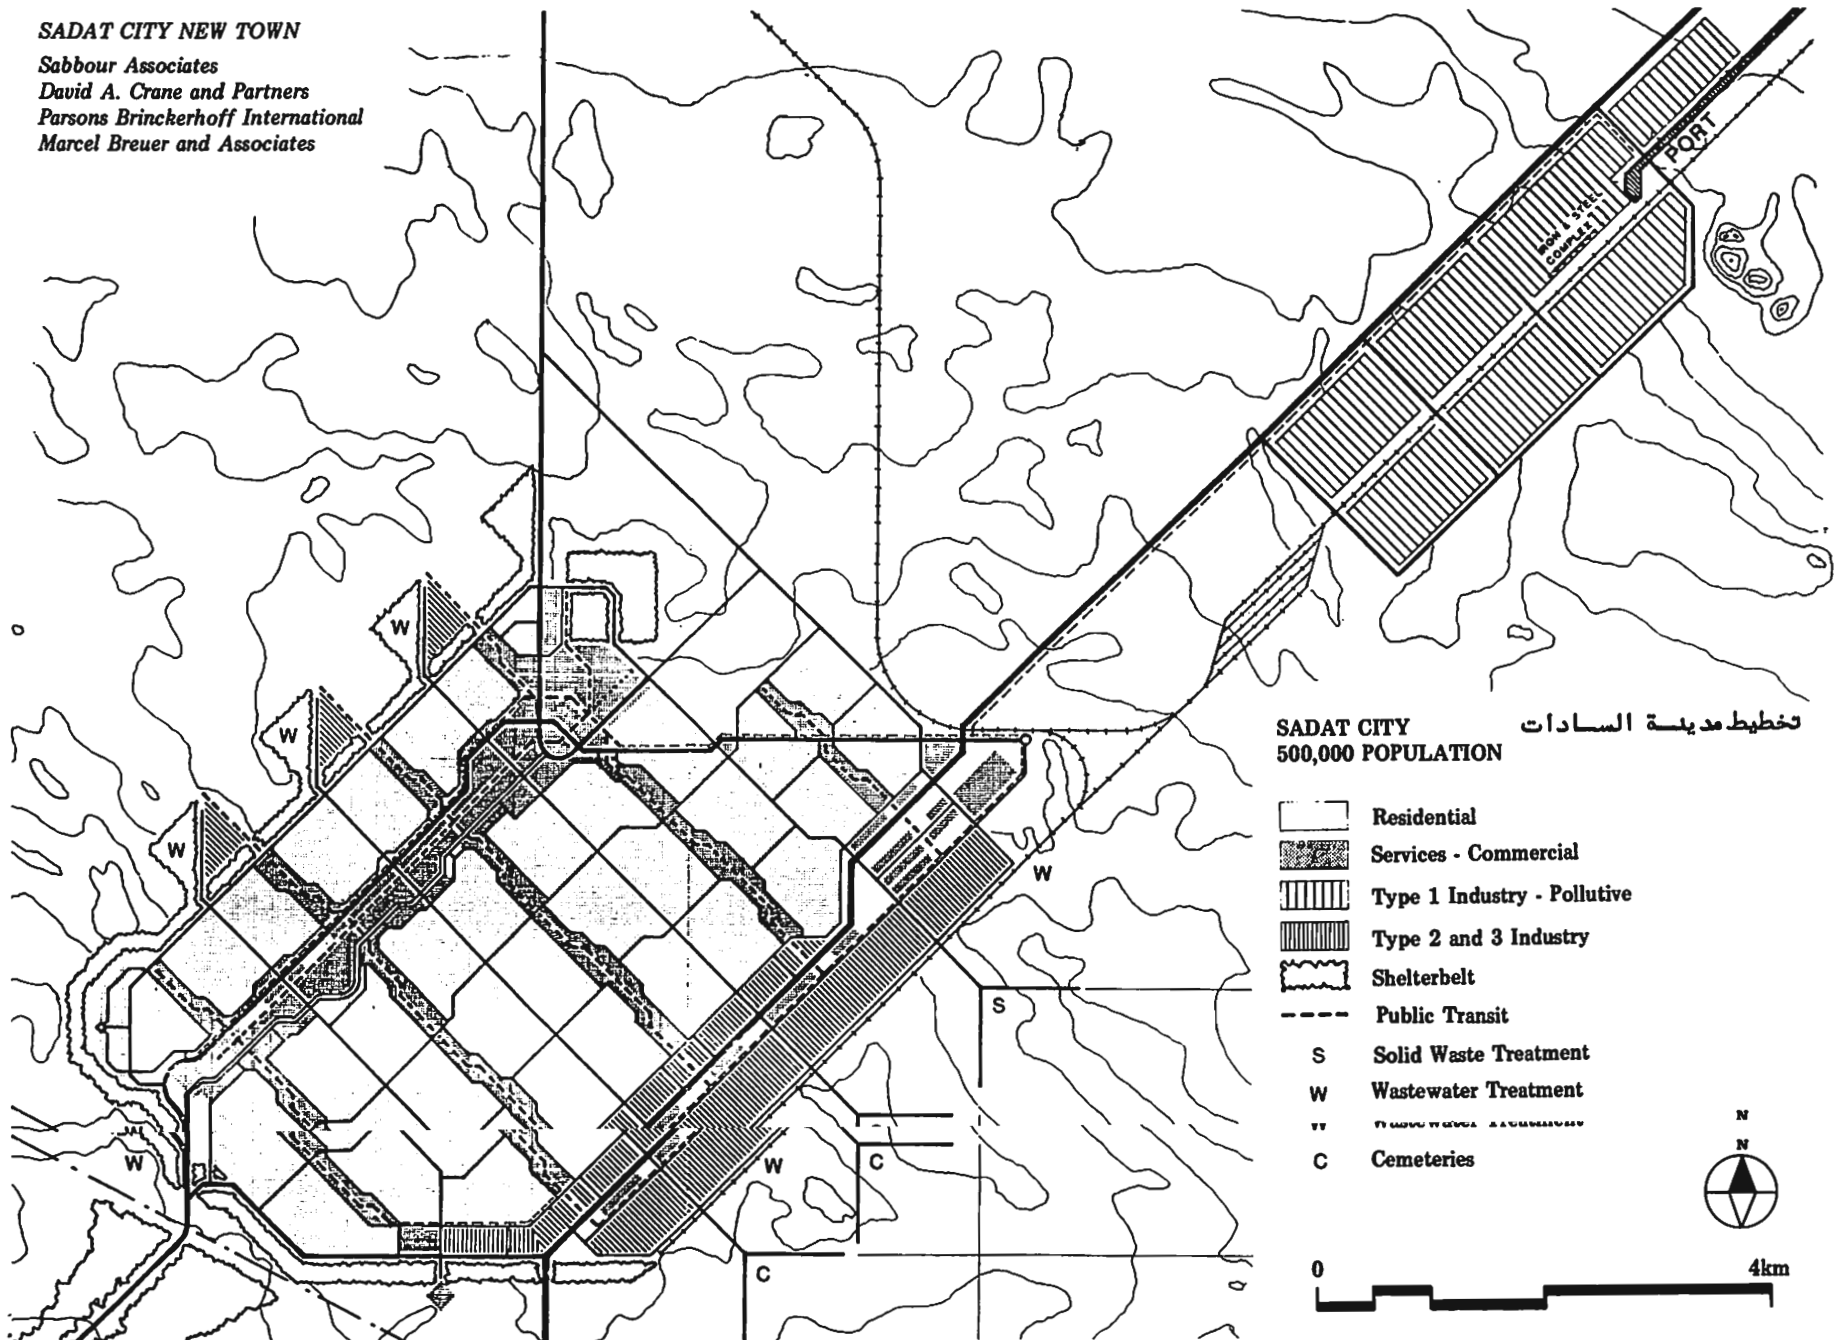 SADAT CITY NEW TOWN
Sabbour Associates
David A. Crane and Partners
Parsons Brinckerhoff International
Marcel Breuer and Associates
PORT
IRON & STEEL
COMPLEX
W
W
W
W
W
W
S
C
C
SADAT CITY
تخطيط مدينة السادات
500,000 POPULATION
Residential
Services - Commercial
Type 1 Industry - Pollutive
Type 2 and 3 Industry
Shelterbelt
Public Transit
S Solid Waste Treatment
W Wastewater Treatment
C Cemeteries
N
N
0 4km